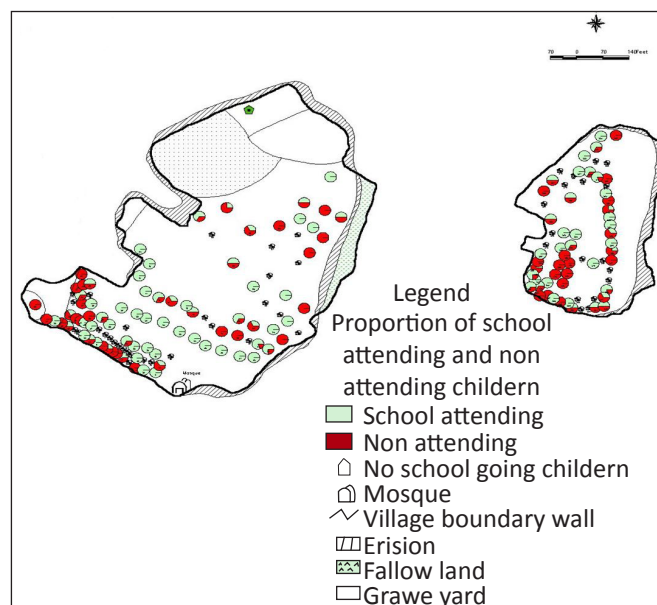 70 0 70 140Feet
Mosque
Legend
Proportion of school
attending and non
attending childern
School attending
Non attending
No school going childern
Mosque
Village boundary wall
Erision
Fallow land
Grawe yard